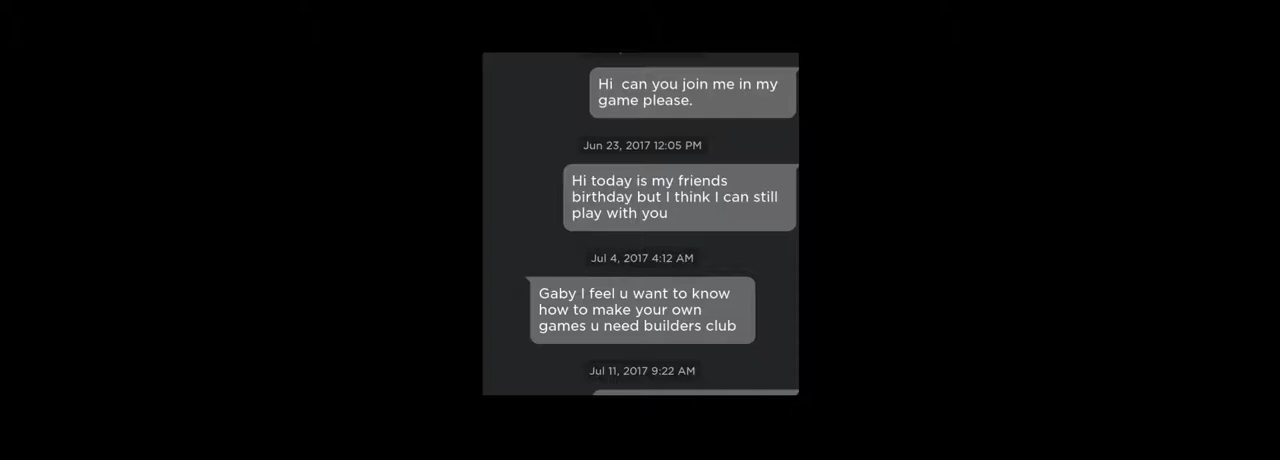 Hi can you join me in my
game please.
Jun 23, 2017 12:05 PM
Hi today is my friends
birthday but I think I can still
play with you
Jul 4, 2017 4:12 AM
Gaby I feel u want to know
how to make your own
games u need builders club
Jul 11, 2017 9:22 AM